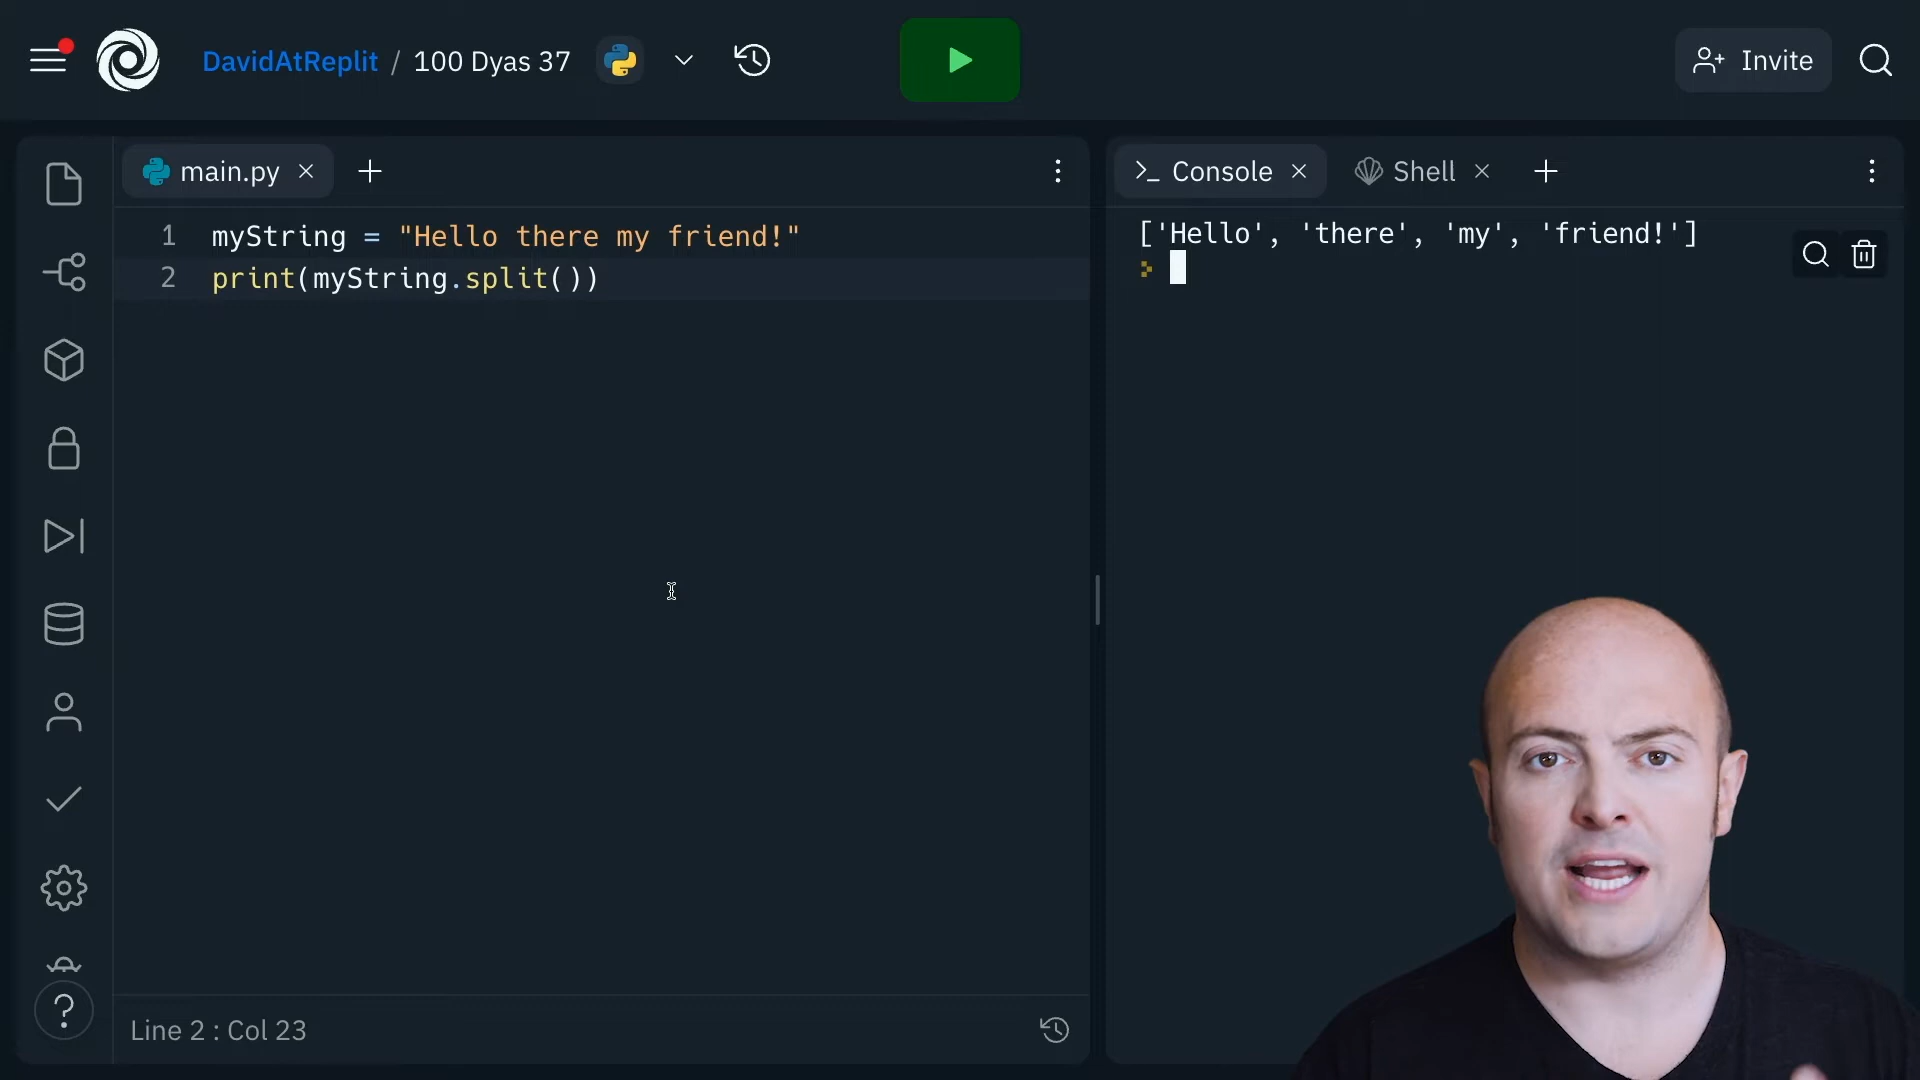 DavidAtReplit / 100 Dyas 37
Invite
main.py
Console
Shell
1 myString = "Hello there my friend!"
2 print(myString.split())
['Hello', 'there', 'my', 'friend!']
Line 2 : Col 23